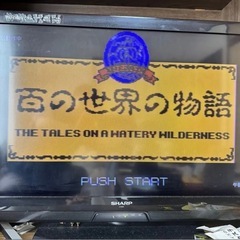 百の世界の物語
THE TALES ON A WATERY WILDERNESS
PUSH START
SHARP